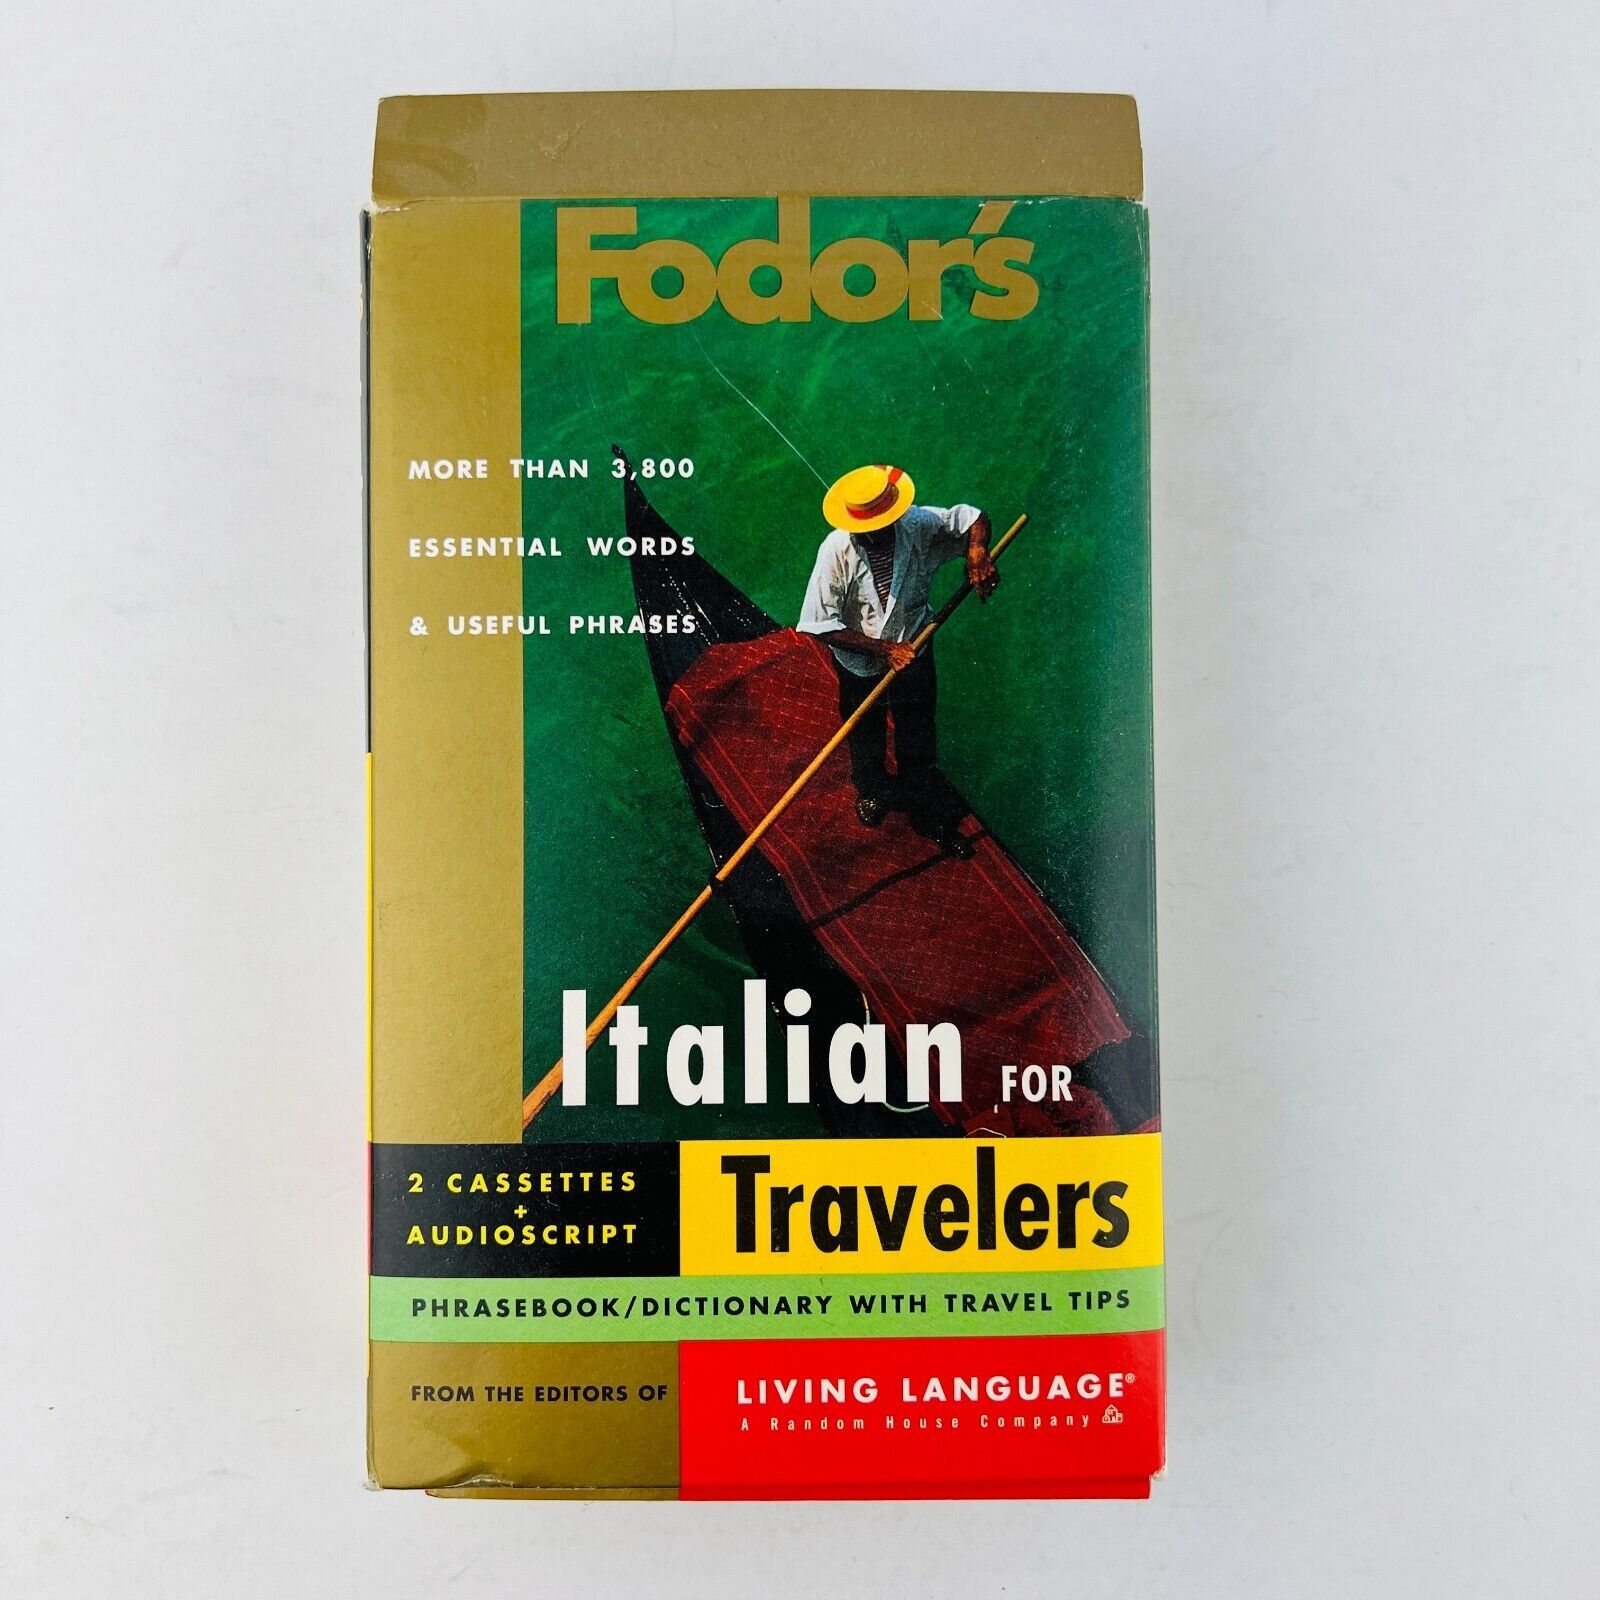 Fodor's
MORE THAN 3,800
ESSENTIAL WORDS
& USEFUL PHRASES
Italian FOR
Travelers
2 CASSETTES
+
AUDIOSCRIPT
PHRASEBOOK/DICTIONARY WITH TRAVEL TIPS
FROM THE EDITORS OF
LIVING LANGUAGE®
A Random House Company